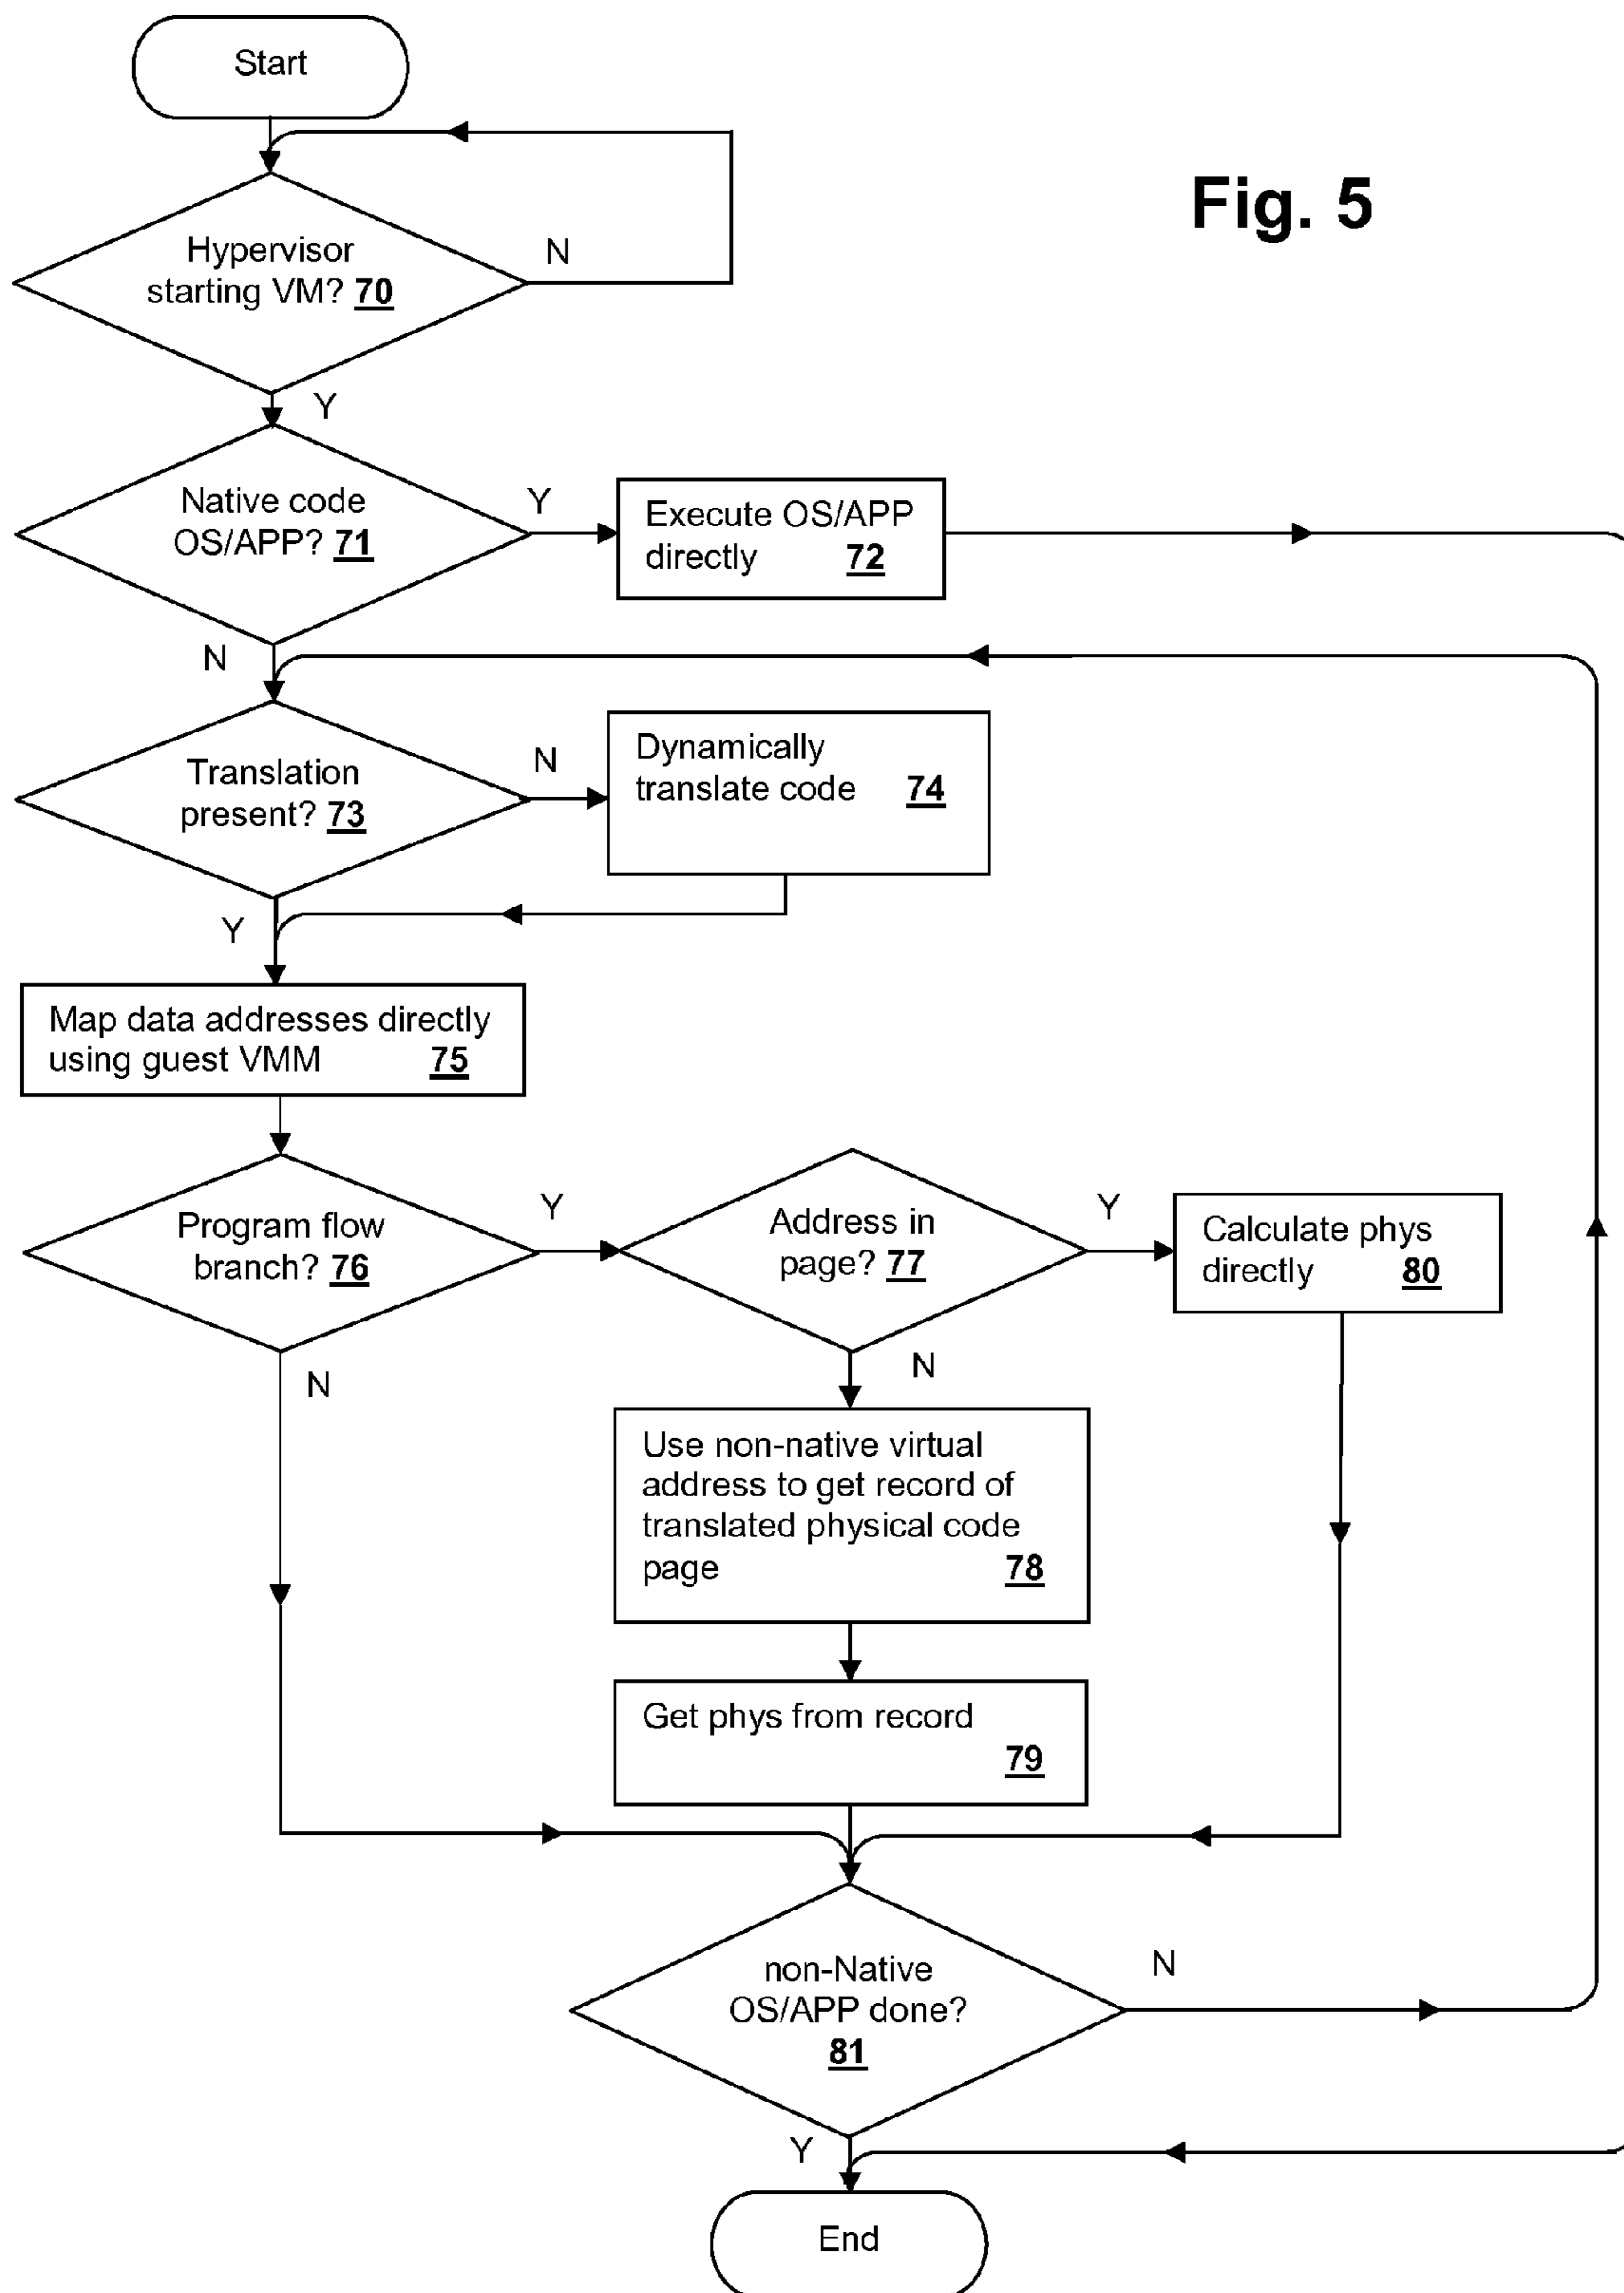 Start
Fig. 5
Hypervisor
starting VM? 70
N
Y
Native code
OS/APP? 71
Y
Execute OS/APP
directly 72
N
Translation
present? 73
N
Dynamically
translate code 74
Y
Map data addresses directly
using guest VMM 75
Program flow
branch? 76
Y
Address in
page? 77
Y
Calculate phys
directly 80
N
N
Use non-native virtual
address to get record of
translated physical code
page 78
Get phys from record
79
non-Native
OS/APP done?
81
N
Y
End